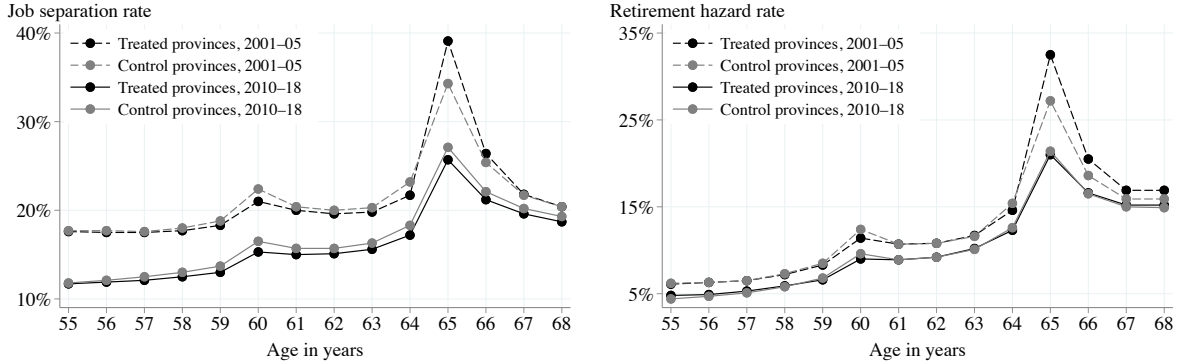 Job separation rate
40%
30%
20%
10%
Treated provinces, 2001–05
Control provinces, 2001–05
Treated provinces, 2010–18
Control provinces, 2010–18
55 56 57 58 59 60 61 62 63 64 65 66 67 68
Age in years
Retirement hazard rate
35%
25%
15%
5%
Treated provinces, 2001–05
Control provinces, 2001–05
Treated provinces, 2010–18
Control provinces, 2010–18
55 56 57 58 59 60 61 62 63 64 65 66 67 68
Age in years